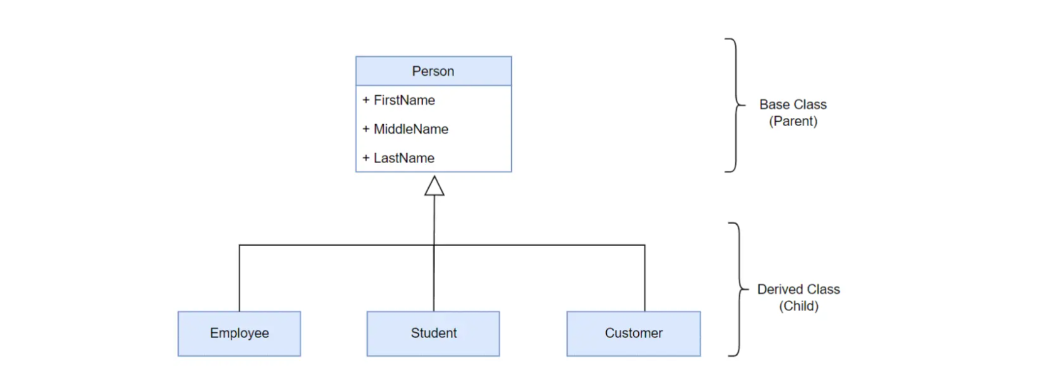 Person
+ FirstName
+ MiddleName
+ LastName
Base Class
(Parent)
Derived Class
(Child)
Employee
Student
Customer